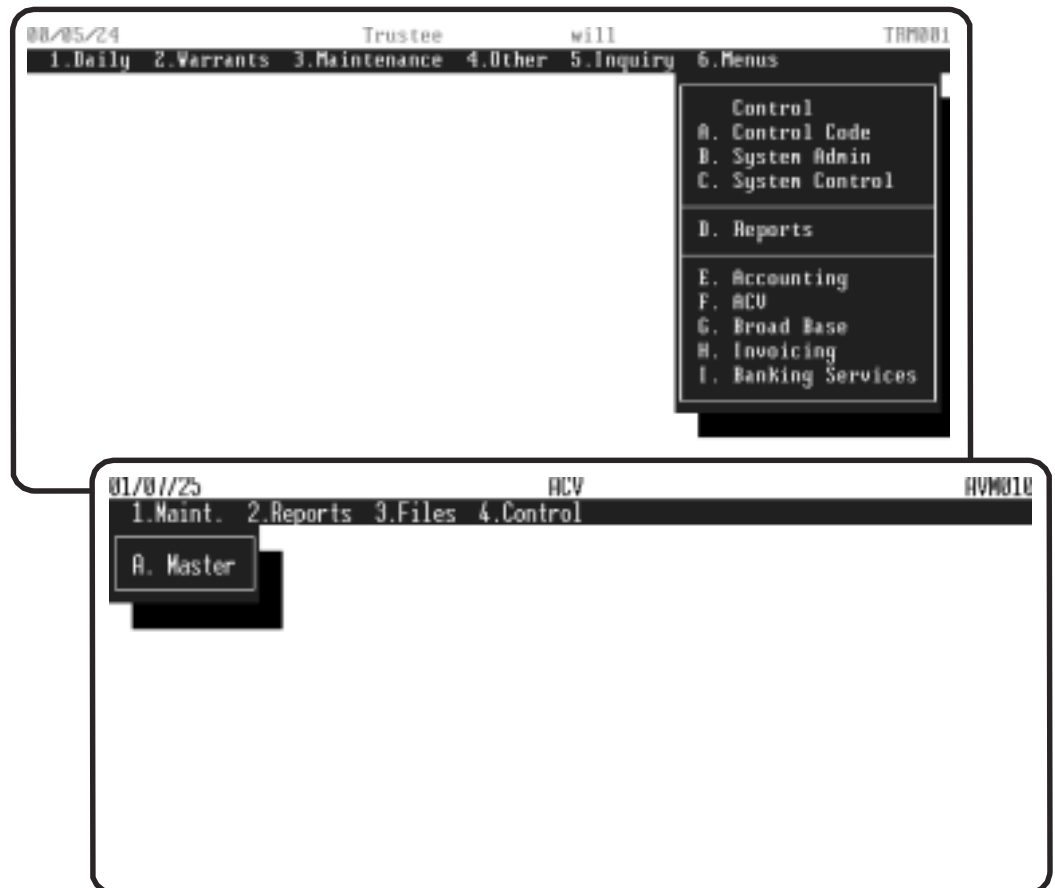 08/05/24 Trustee will TRM001
1.Daily 2.Warrants 3.Maintenance 4.Other 5.Inquiry 6.Menus
Control
A. Control Code
B. System Admin
C. System Control
D. Reports
E. Accounting
F. ACV
G. Broad Base
H. Invoicing
I. Banking Services
01/07/25 ACV AVM010
1.Maint. 2.Reports 3.Files 4.Control
A. Master